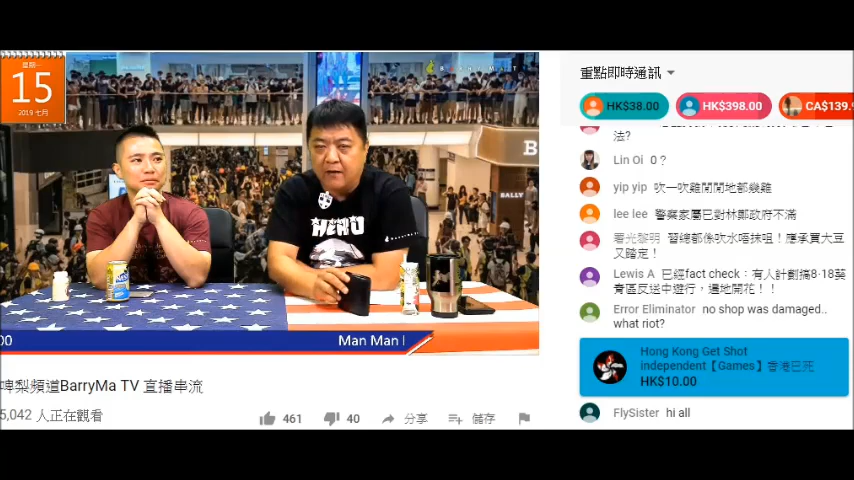 星期一
15
2019 七月
BALLY
HERO
00
Man Man
啤梨頻道BarryMa TV 直播串流
5,042 人正在觀看
461
40
分享
儲存
重點即時通訊
HK$38.00
HK$398.00
CA$139.9
法?
Lin Oi 0 ?
yip yip 吹一吹雞閒閒地都幾雞
lee lee 警察家屬已對林鄭政府不滿
君光黎明 習總都係吹水唔抹咀！應承買大豆
又踏定！
Lewis A 已經fact check：有人計劃搞8-18葵
青區反送中遊行，遍地開花！！
Error Eliminator no shop was damaged..
what riot?
Hong Kong Get Shot
independent【Games】香港已死
HK$10.00
FlySister hi all